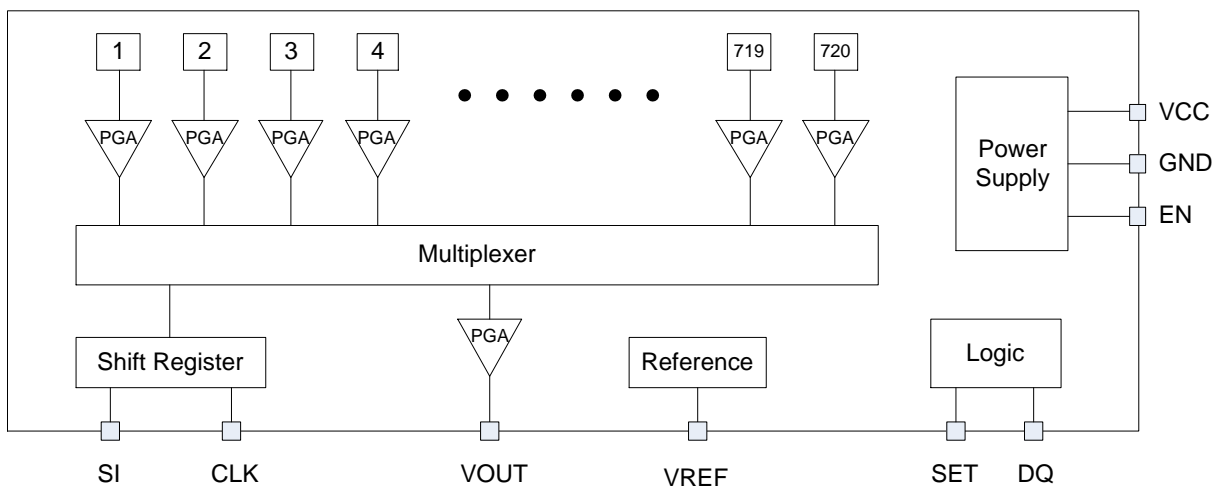 1 2 3 4 719 720
PGA PGA PGA PGA PGA PGA
Power
Supply
VCC
GND
EN
Multiplexer
PGA
Shift Register
Reference
Logic
SI CLK VOUT VREF SET DQ